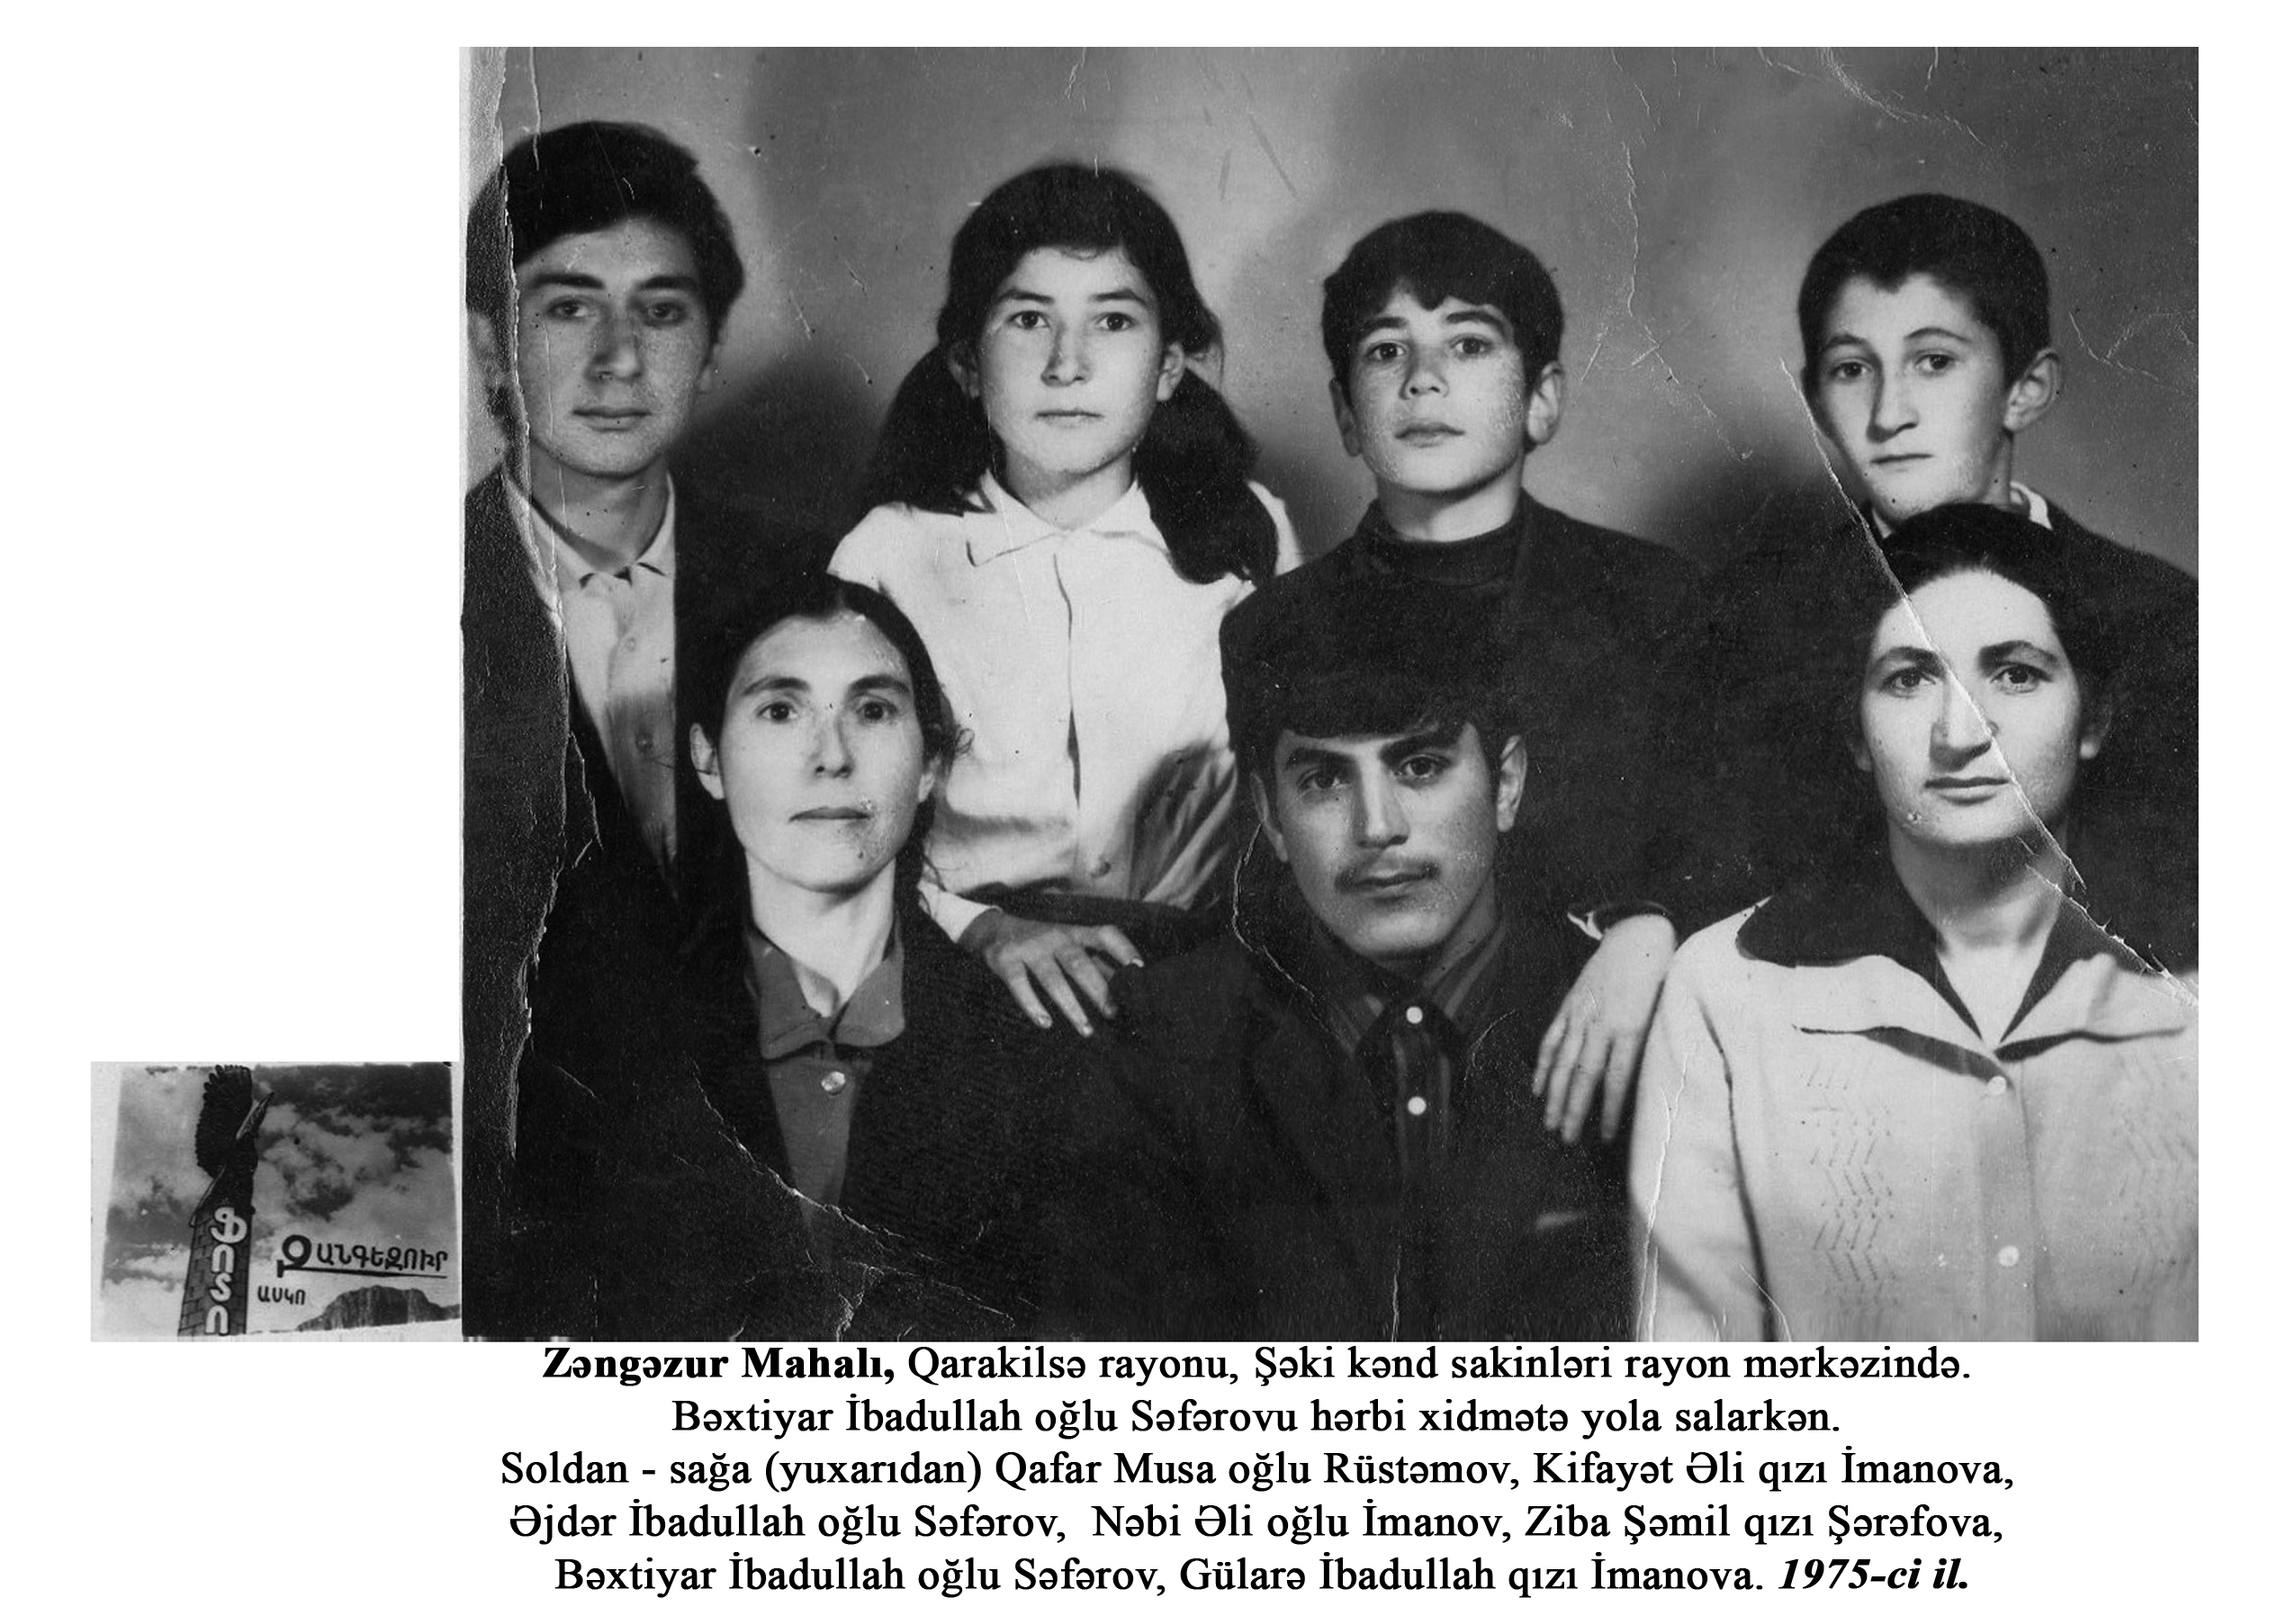 ՖՈՏՈ
ԶԱՆԳԵԶՈՒՐ
ԱՍԿՈ
Zəngəzur Mahalı, Qarakilsə rayonu, Şəki kənd sakinləri rayon mərkəzində.
Bəxtiyar İbadullah oğlu Səfərovu hərbi xidmətə yola salarkən.
Soldan - sağa (yuxarıdan) Qafar Musa oğlu Rüstəmov, Kifayət Əli qızı İmanova,
Əjdər İbadullah oğlu Səfərov,  Nəbi Əli oğlu İmanov, Ziba Şəmil qızı Şərəfova,
Bəxtiyar İbadullah oğlu Səfərov, Gülarə İbadullah qızı İmanova. 1975-ci il.